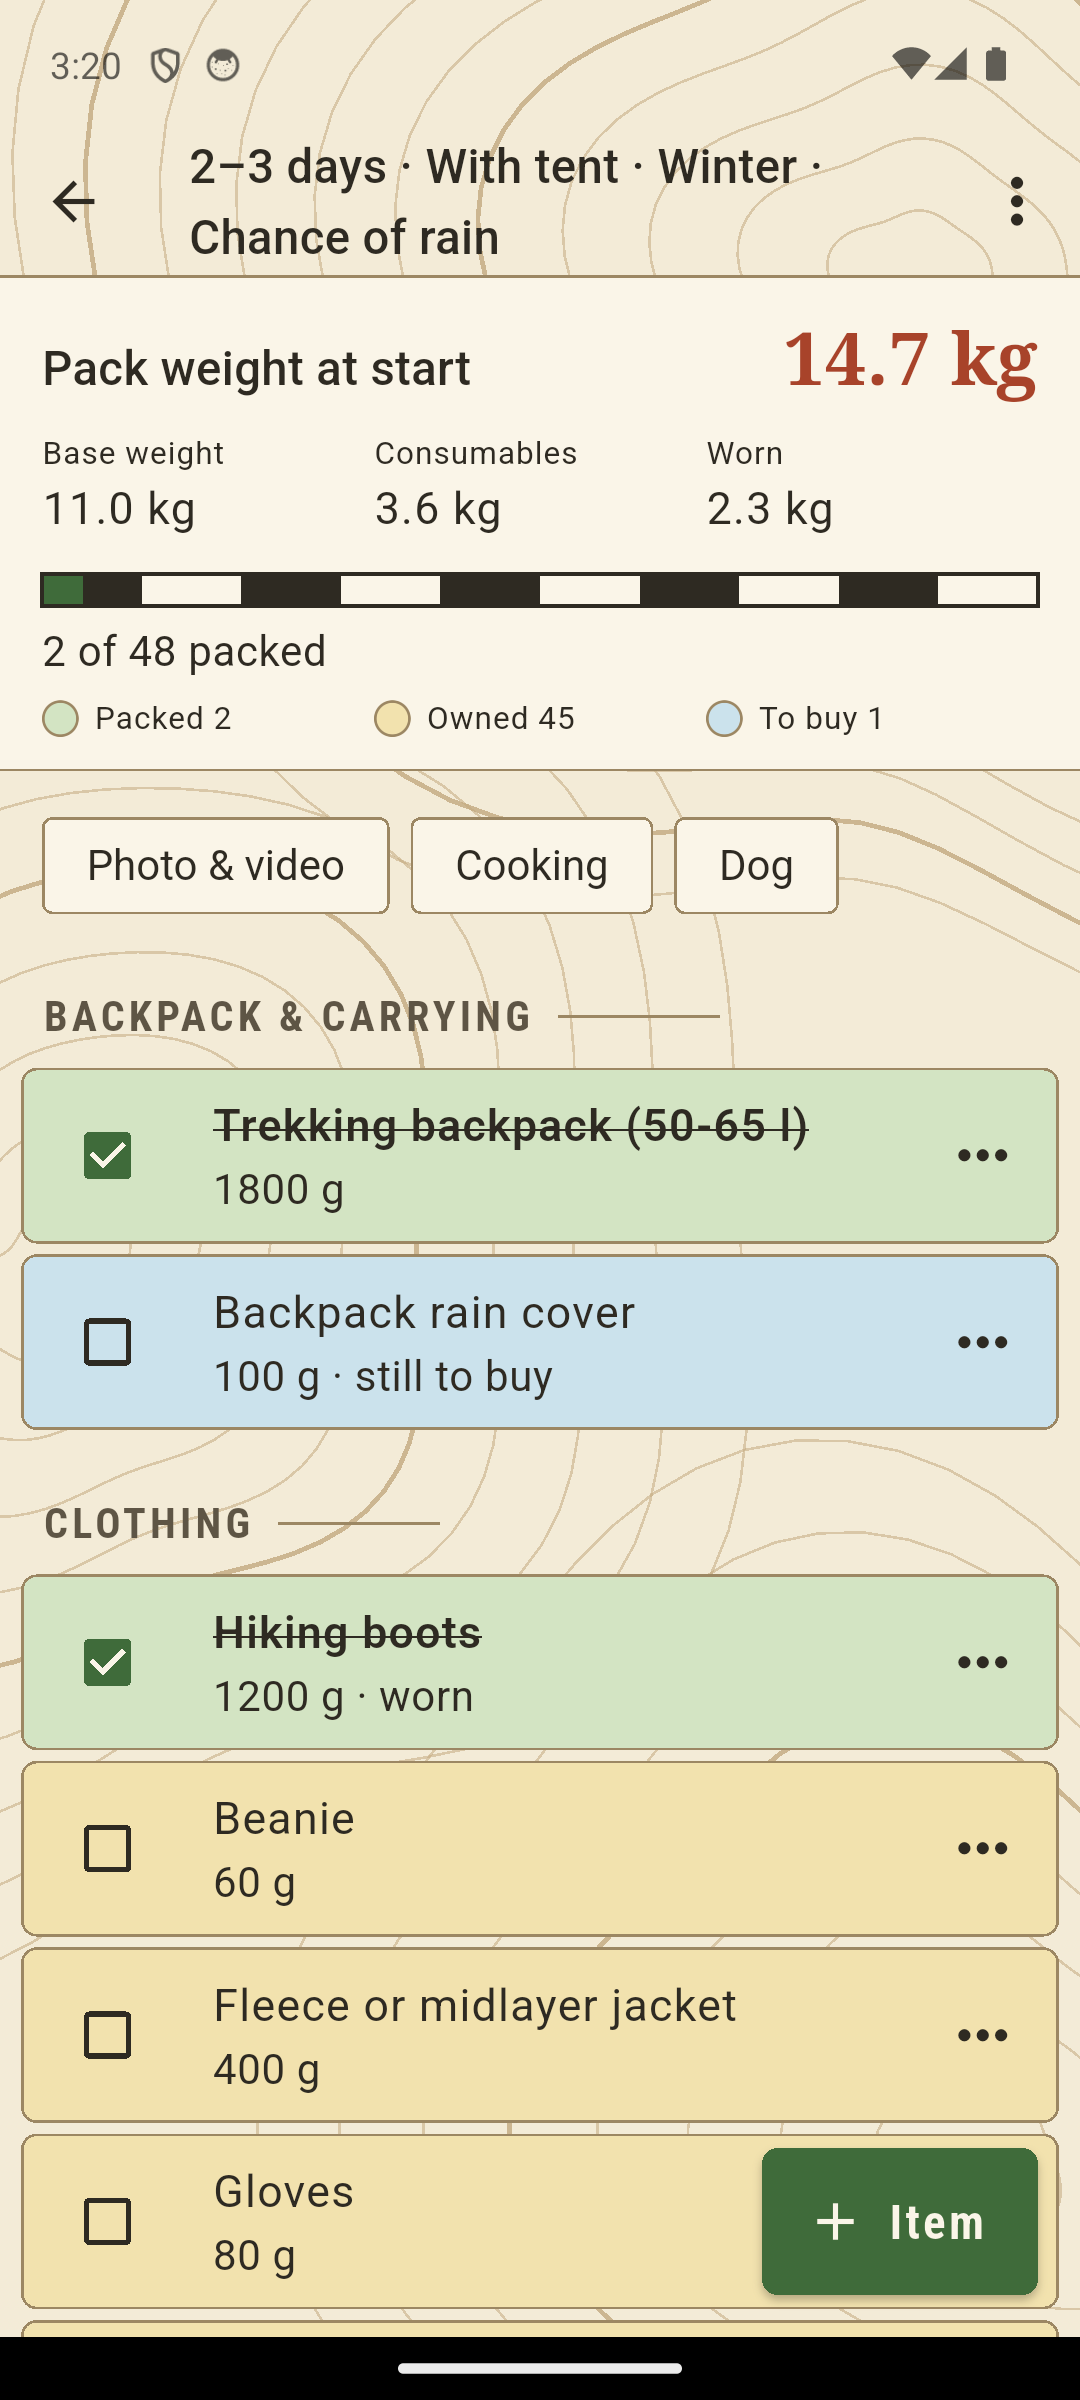 3:20
2–3 days · With tent · Winter ·
Chance of rain
Pack weight at start
14.7 kg
Base weight
Consumables
Worn
11.0 kg
3.6 kg
2.3 kg
2 of 48 packed
Packed 2
Owned 45
To buy 1
Photo & video
Cooking
Dog
BACKPACK & CARRYING
Trekking backpack (50-65 l)
1800 g
Backpack rain cover
100 g · still to buy
CLOTHING
Hiking boots
1200 g · worn
Beanie
60 g
Fleece or midlayer jacket
400 g
Gloves
80 g
Item